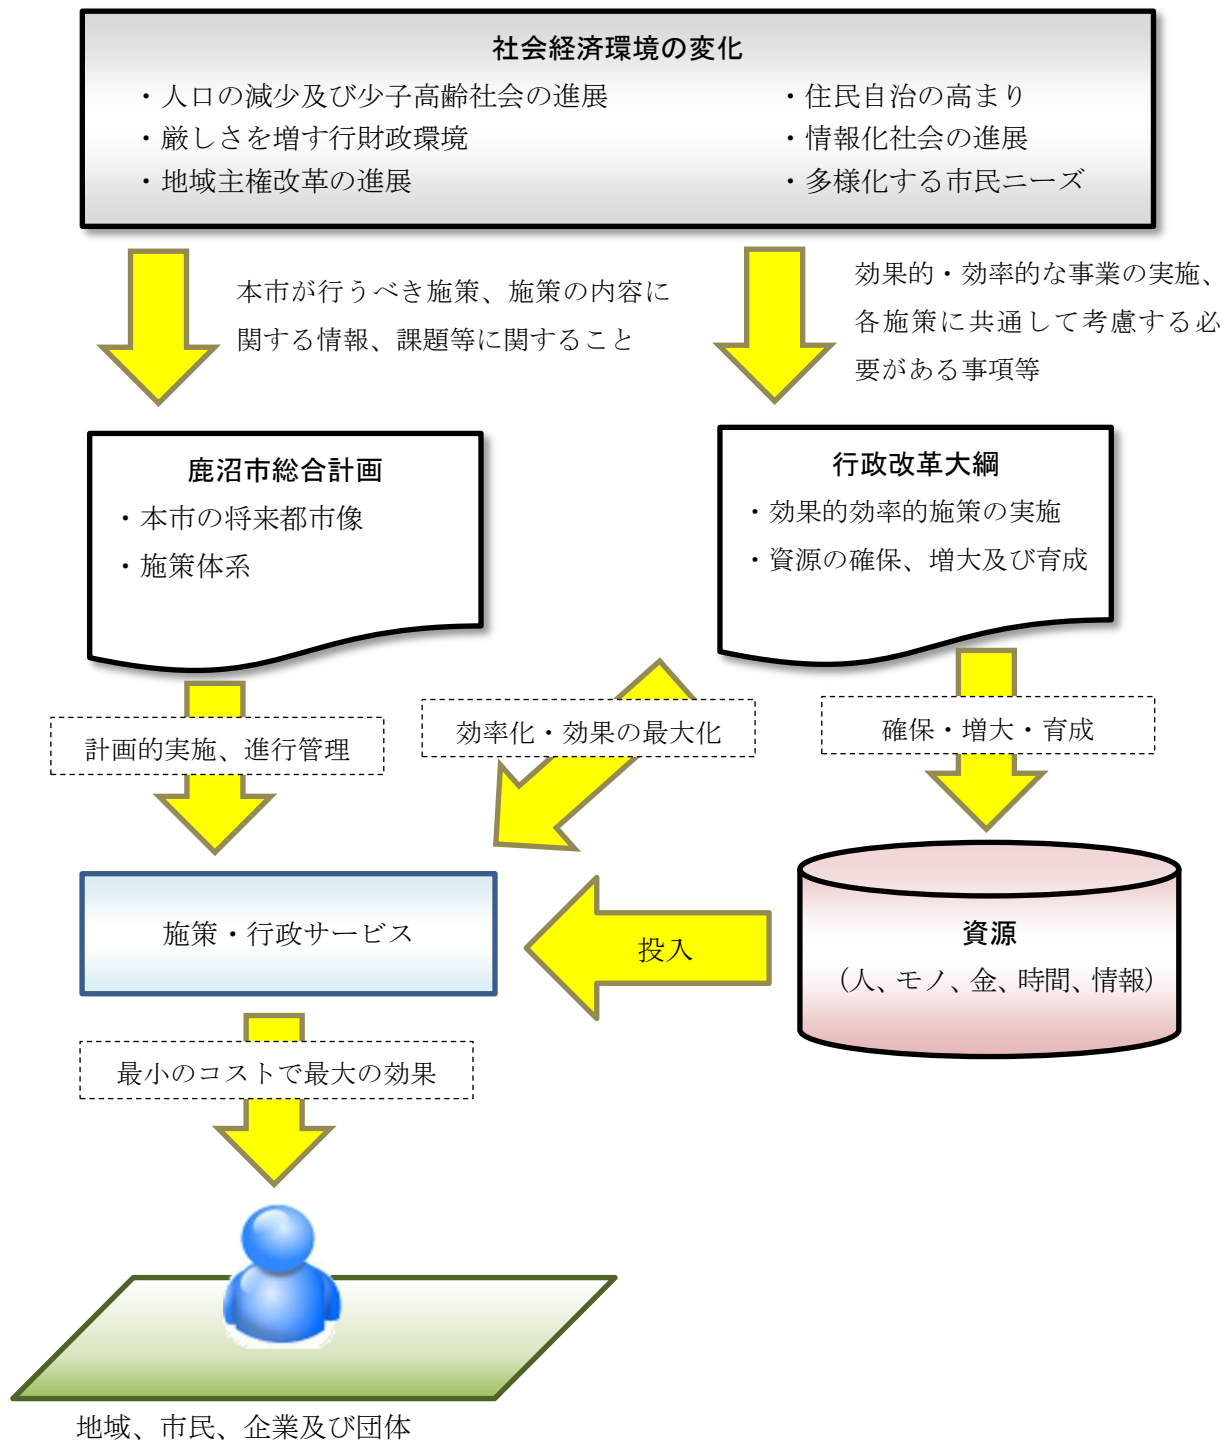 社会経済環境の変化
・人口の減少及び少子高齢社会の進展
・厳しさを増す行財政環境
・地域主権改革の進展
・住民自治の高まり
・情報化社会の進展
・多様化する市民ニーズ
本市が行うべき施策、施策の内容に
関する情報、課題等に関すること
効果的・効率的な事業の実施、
各施策に共通して考慮する必
要がある事項等
鹿沼市総合計画
・本市の将来都市像
・施策体系
行政改革大綱
・効果的効率的施策の実施
・資源の確保、増大及び育成
計画的実施、進行管理
効率化・効果の最大化
確保・増大・育成
施策・行政サービス
投入
資源
（人、モノ、金、時間、情報）
最小のコストで最大の効果
地域、市民、企業及び団体